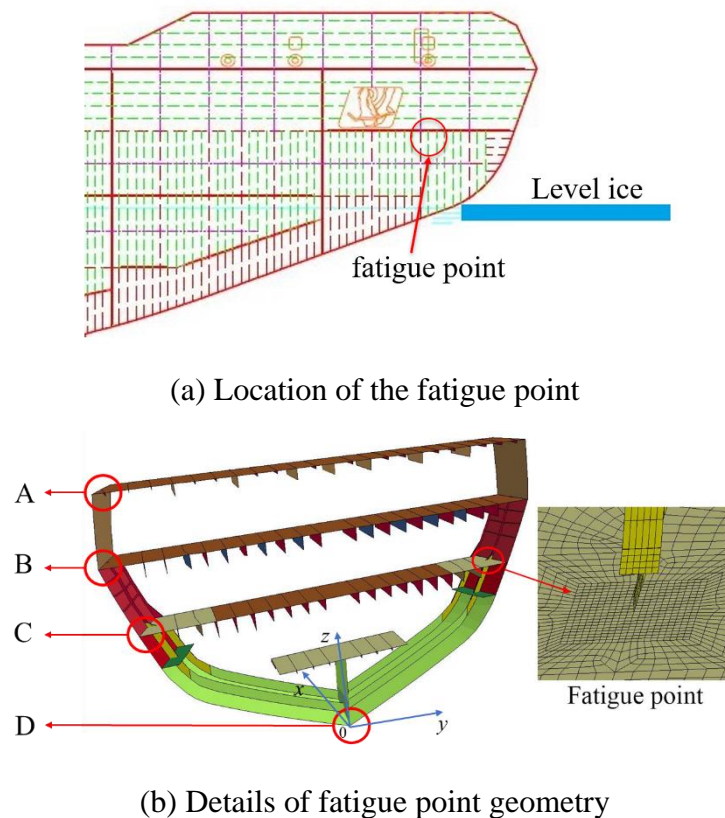 Level ice
fatigue point
(a) Location of the fatigue point
A
B
C
D
z
x
y
0
Fatigue point
(b) Details of fatigue point geometry